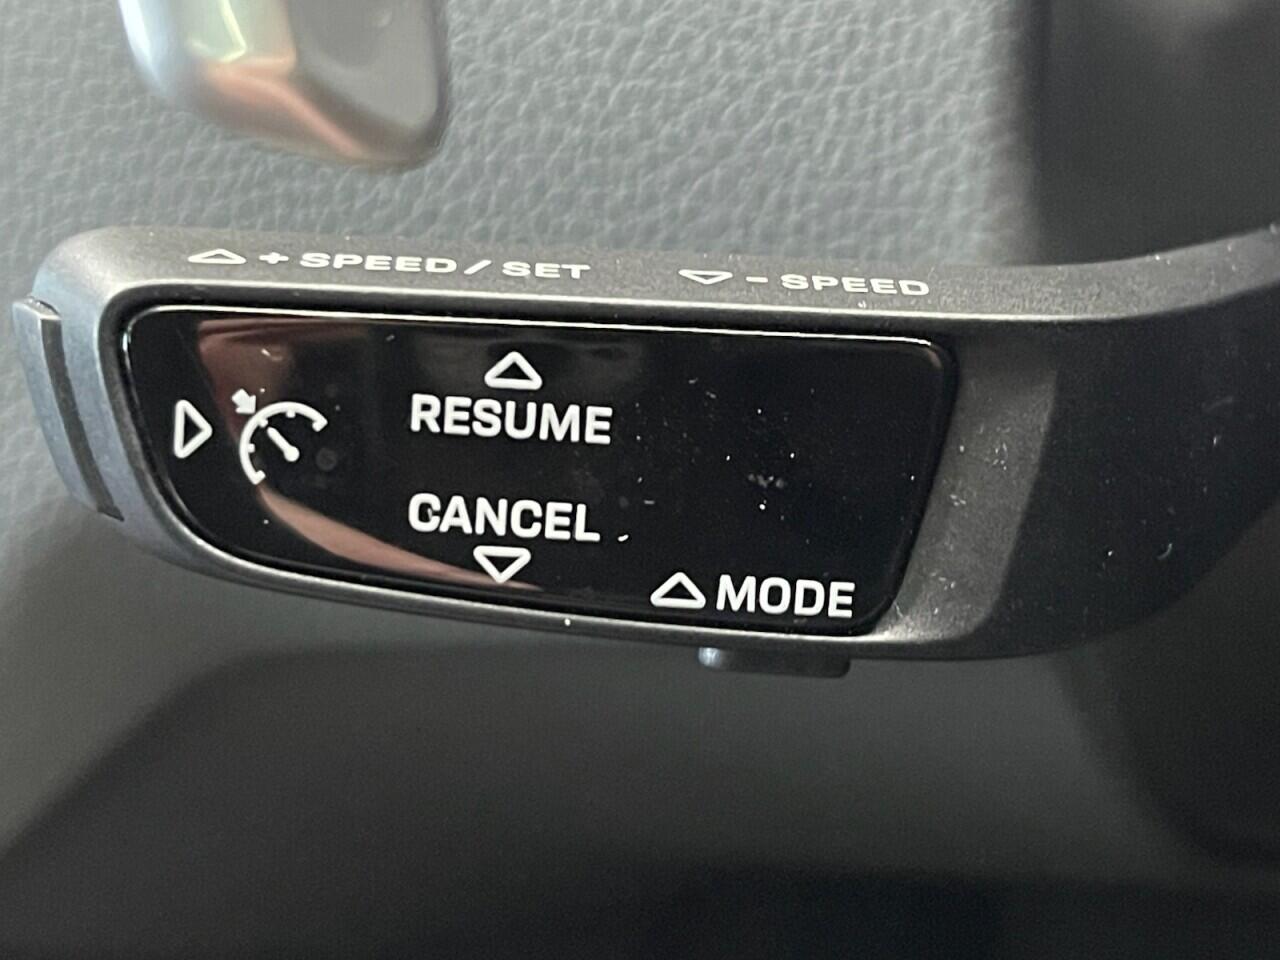 + SPEED / SET - SPEED
RESUME
CANCEL
MODE